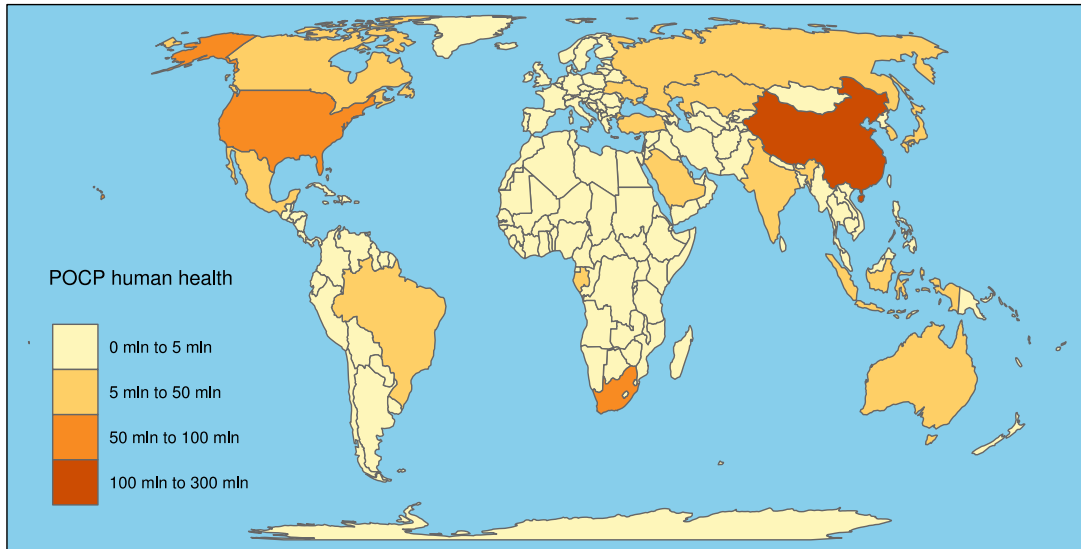 POCP human health
0 mln to 5 mln
5 mln to 50 mln
50 mln to 100 mln
100 mln to 300 mln